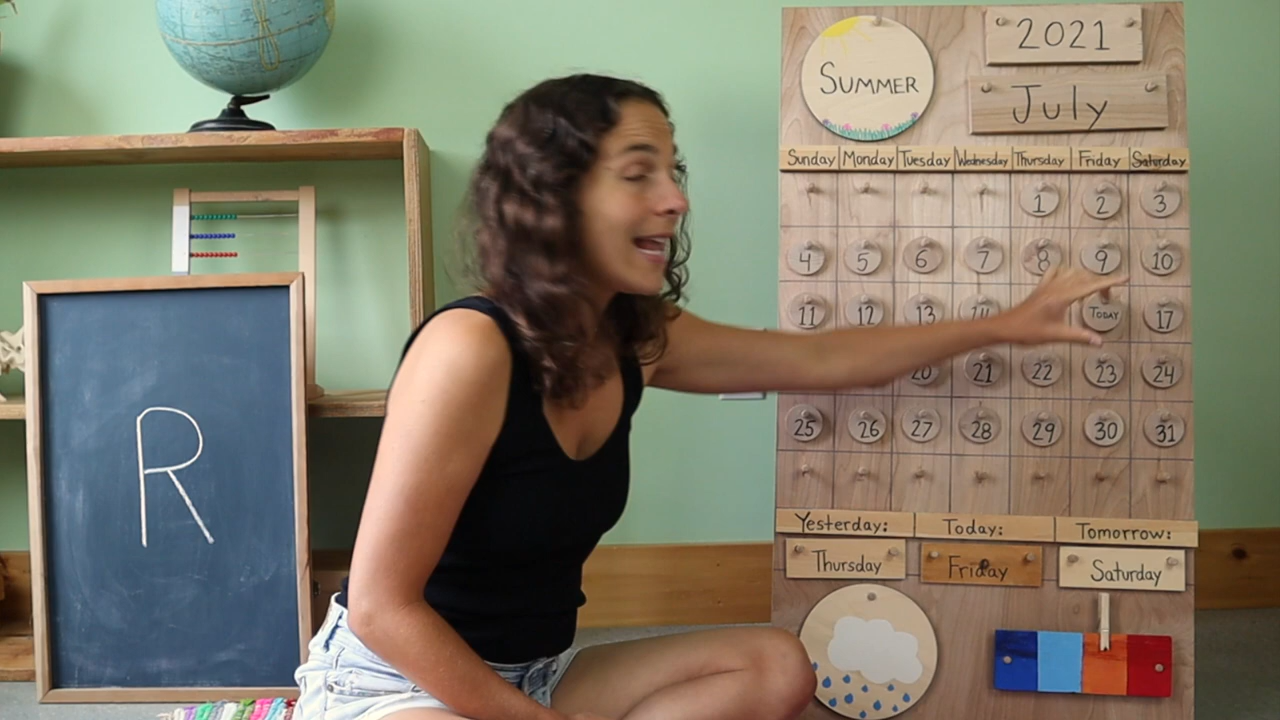 SUMMER
2021
July
Sunday Monday Tuesday Wednesday Thursday Friday Saturday
1 2 3
4 5 6 7 8 9 10
11 12 13 14 TODAY 17
20 21 22 23 24
25 26 27 28 29 30 31
Yesterday: Today: Tomorrow:
Thursday Friday Saturday
R